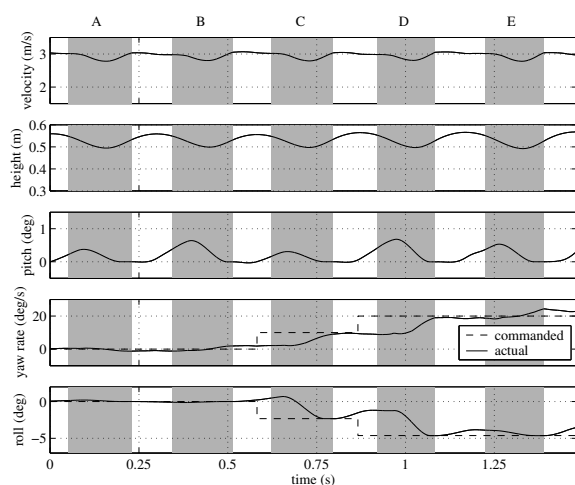 A B C D E
velocity (m/s)
3
2
height (m)
0.6
0.5
0.4
0.3
pitch (deg)
1
0
yaw rate (deg/s)
20
0
commanded
actual
roll (deg)
0
−5
0 0.25 0.5 0.75 1 1.25
time (s)